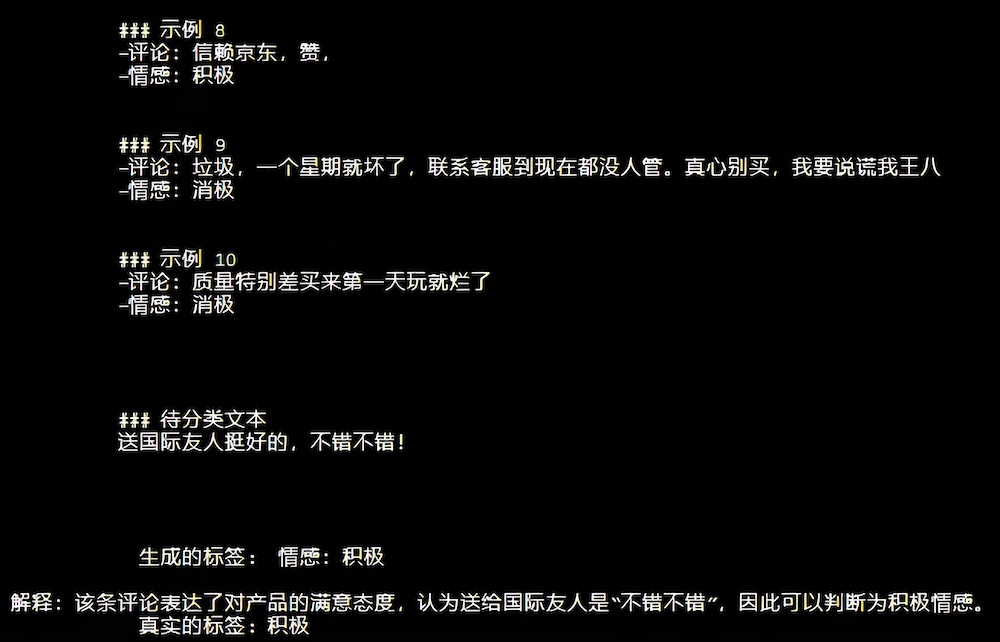 ### 示例 8
-评论：信赖京东，赞，
-情感：积极
### 示例 9
-评论：垃圾，一个星期就坏了，联系客服到现在都没人管。真心别买，我要说谎我王八
-情感：消极
### 示例 10
-评论：质量特别差买来第一天玩就烂了
-情感：消极
### 待分类文本
送国际友人挺好的，不错不错！
生成的标签： 情感：积极
解释：该条评论表达了对产品的满意态度，认为送给国际友人是“不错不错”，因此可以判断为积极情感。
真实的标签：积极